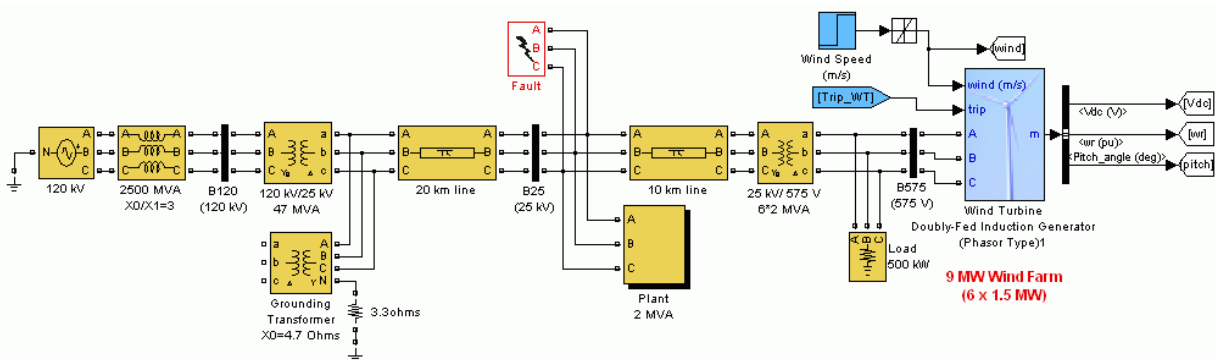 N
A
B
C
120 kV
A A
B B
C C
2500 MVA
X0/X1=3
A
B
C
a
b
c
B120
(120 kV)
A
B
C
a
b
c
120 kV/25 kV
47 MVA
a
b
c
A
B
C
N
Grounding
Transformer
X0=4.7 Ohms
3.3ohms
A A
B B
C C
20 km line
A
B
C
Fault
A
B
C
a
b
c
B25
(25 kV)
A
B
C
Plant
2 MVA
A A
B B
C C
10 km line
A
B
C
a
b
c
25 kV/ 575 V
6*2 MVA
A B C
Load
500 kW
A
B
C
a
b
c
B575
(575 V)
Wind Speed
(m/s)
[wind]
[Trip_WT]
wind (m/s)
trip
A
B
C
m
Wind Turbine
Doubly-Fed Induction Generator
(Phasor Type)1
9 MW Wind Farm
(6 x 1.5 MW)
<Vdc (V)>
[Vdc]
<wr (pu)>
[wr]
<Pitch_angle (deg)>
[pitch]